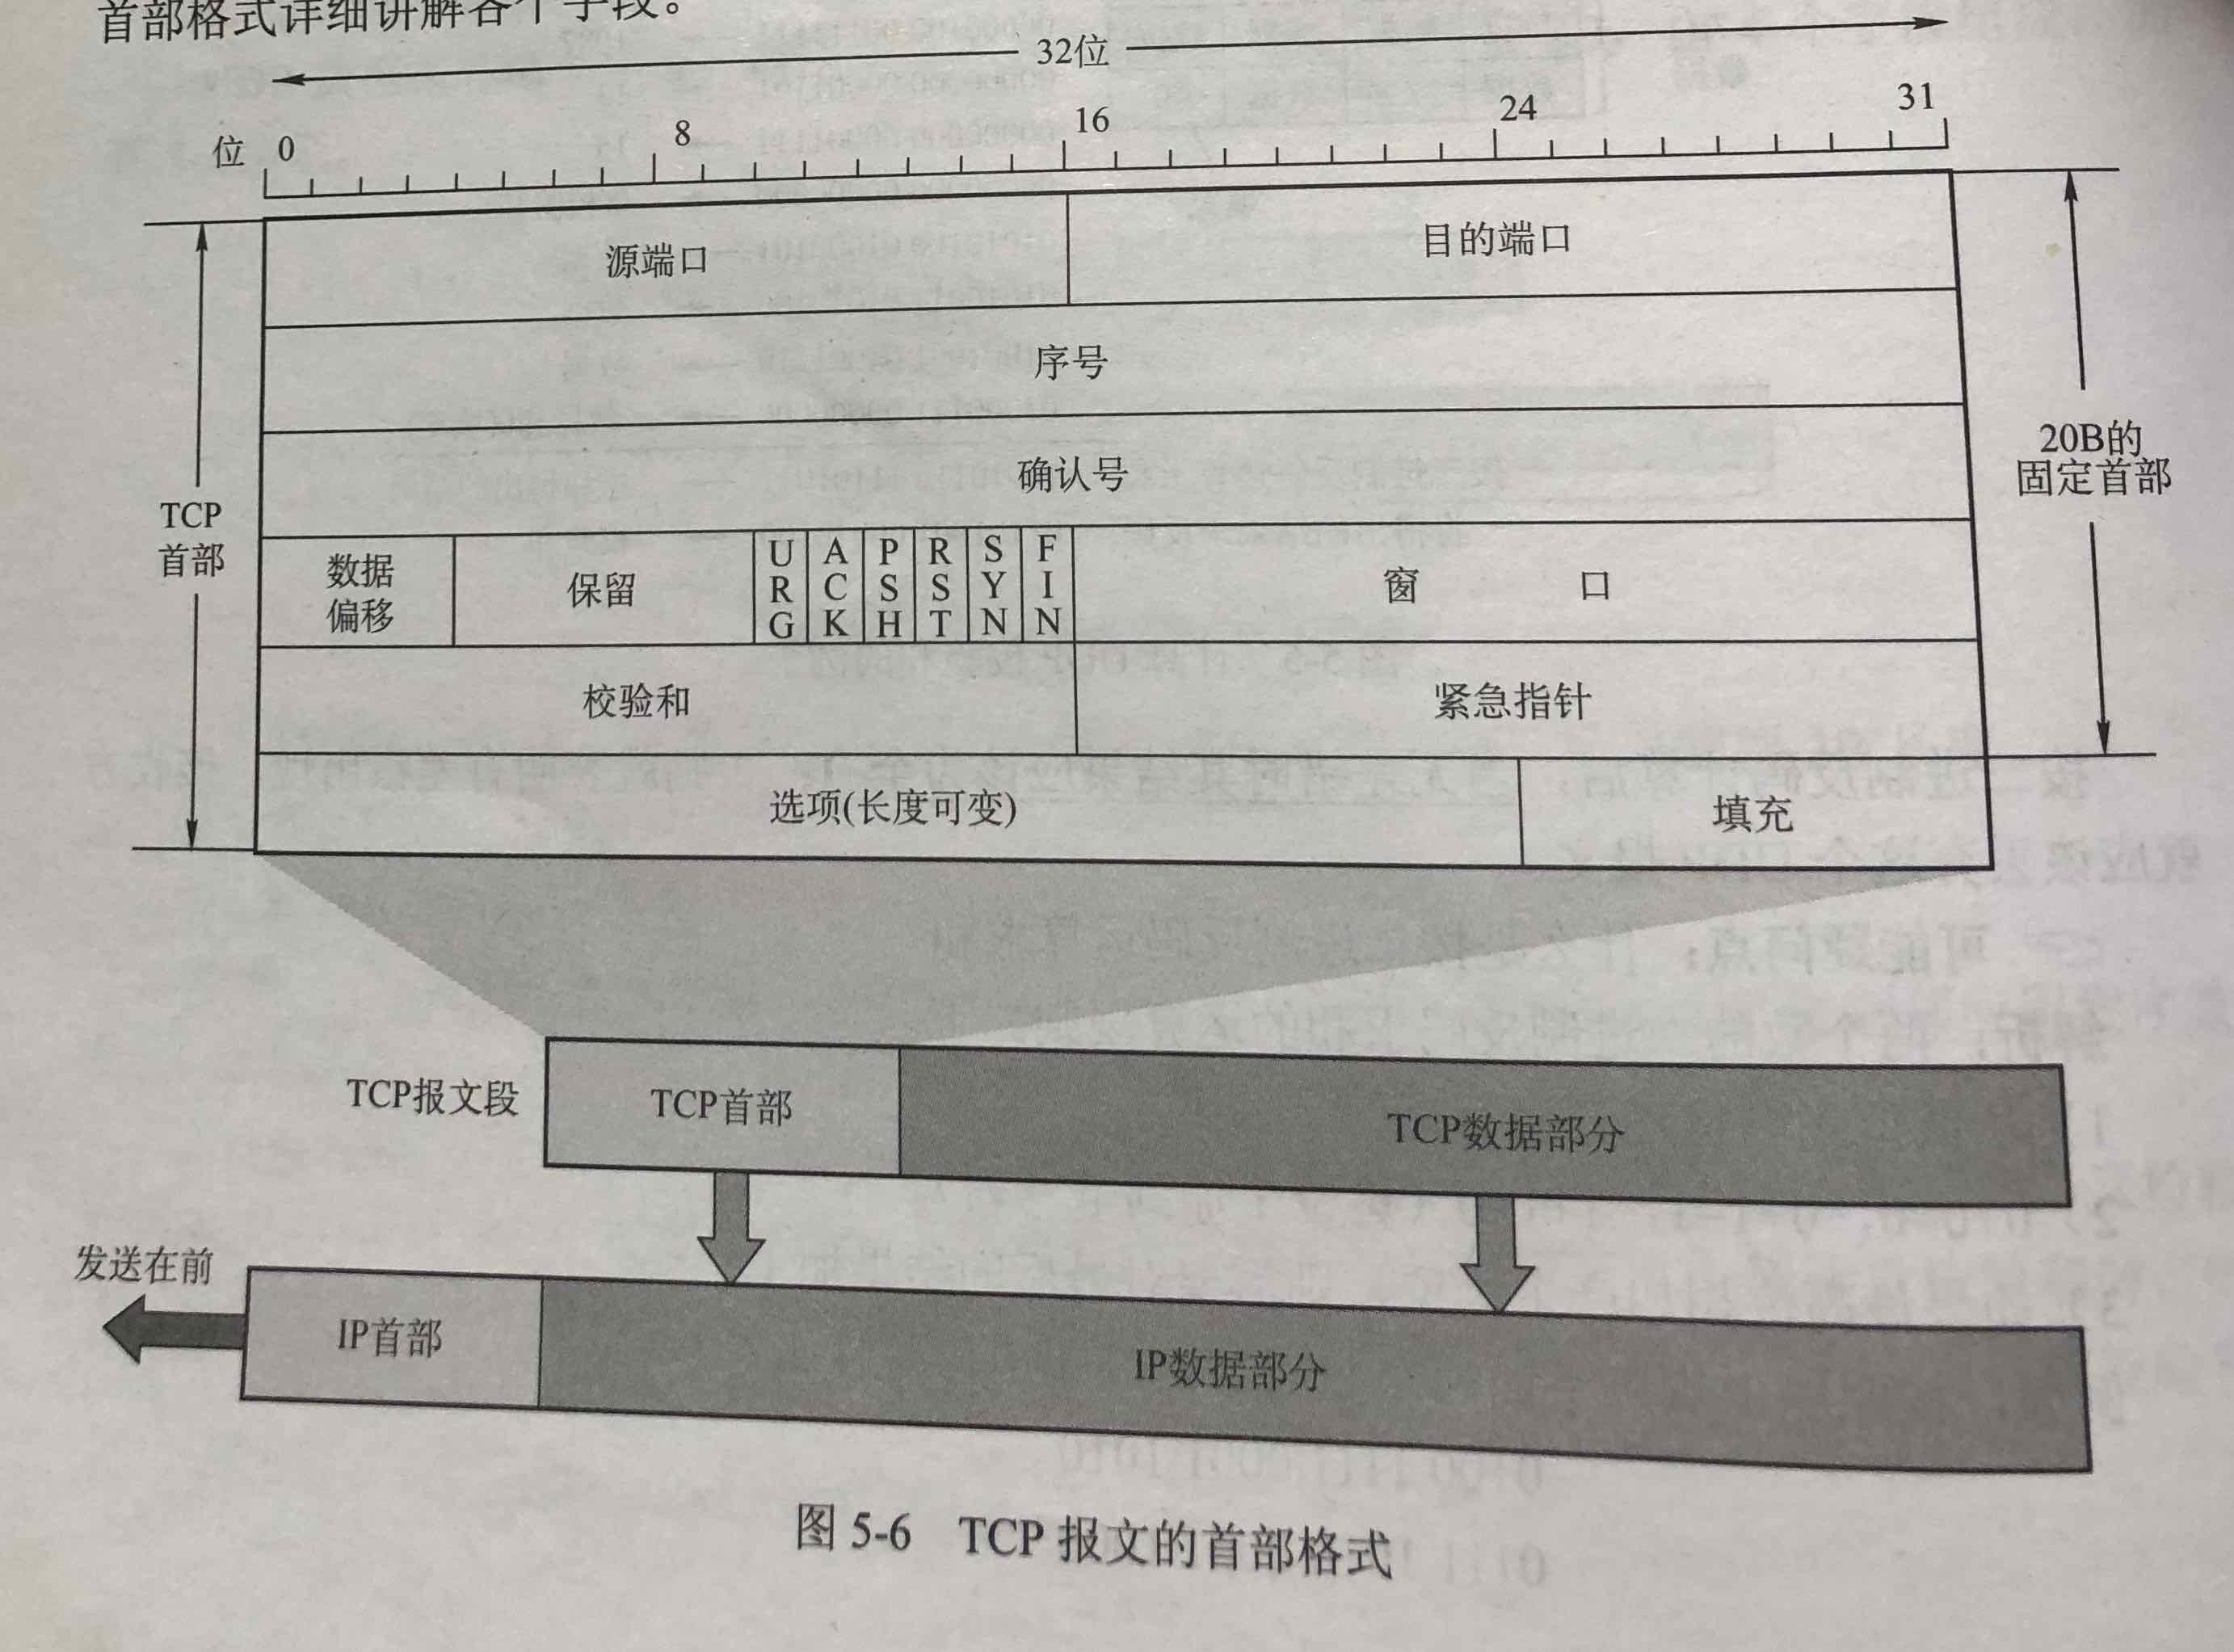 首部格式详细讲解各个字段。
32位
位 0 8 16 24 31
源端口 目的端口
序号
确认号
TCP
首部
20B的
固定首部
数据
偏移
保留
URG
ACK
PSH
RST
SYN
FIN
窗 口
校验和 紧急指针
选项(长度可变) 填充
TCP报文段 TCP首部 TCP数据部分
发送在前
IP首部 IP数据部分
图 5-6 TCP 报文的首部格式